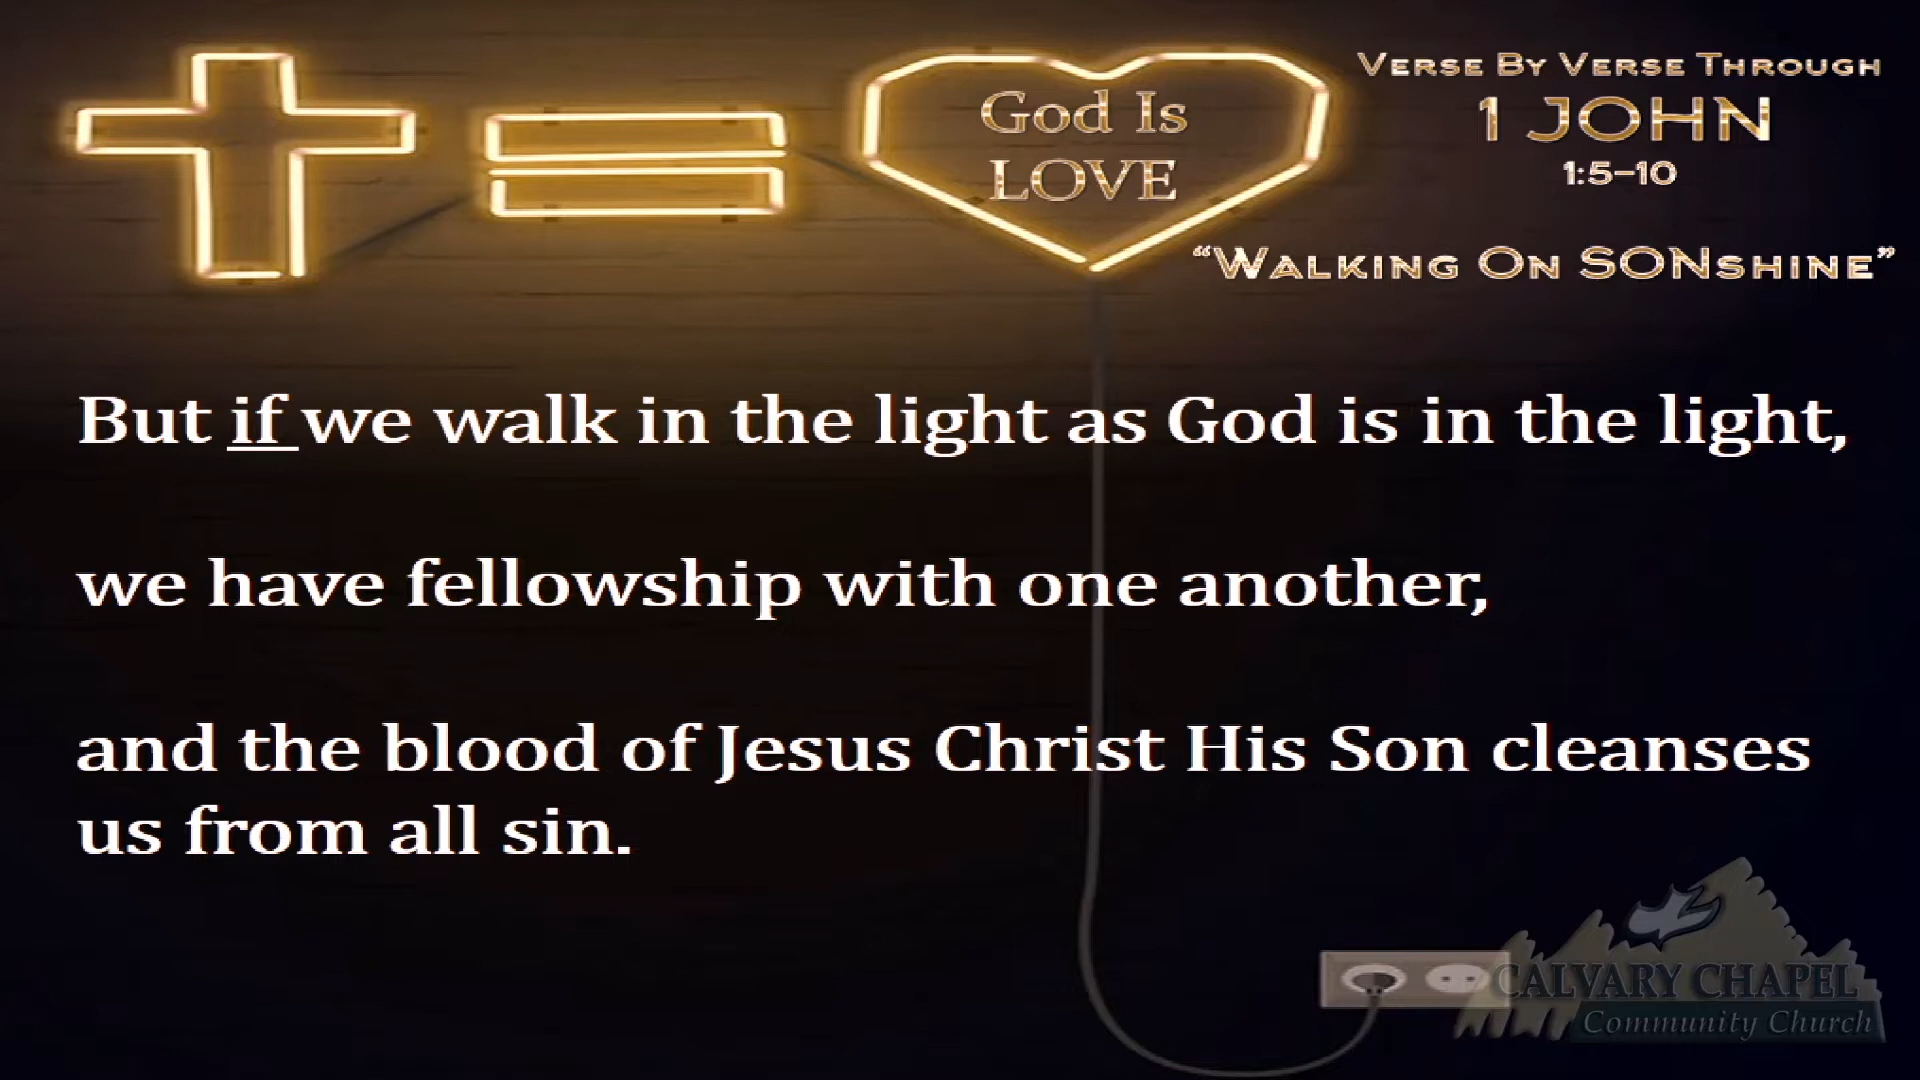 God Is
LOVE
VERSE BY VERSE THROUGH
1 JOHN
1:5–10
“WALKING ON SONSHINE”
But if we walk in the light as God is in the light,
we have fellowship with one another,
and the blood of Jesus Christ His Son cleanses
us from all sin.
CALVARY CHAPEL
Community Church